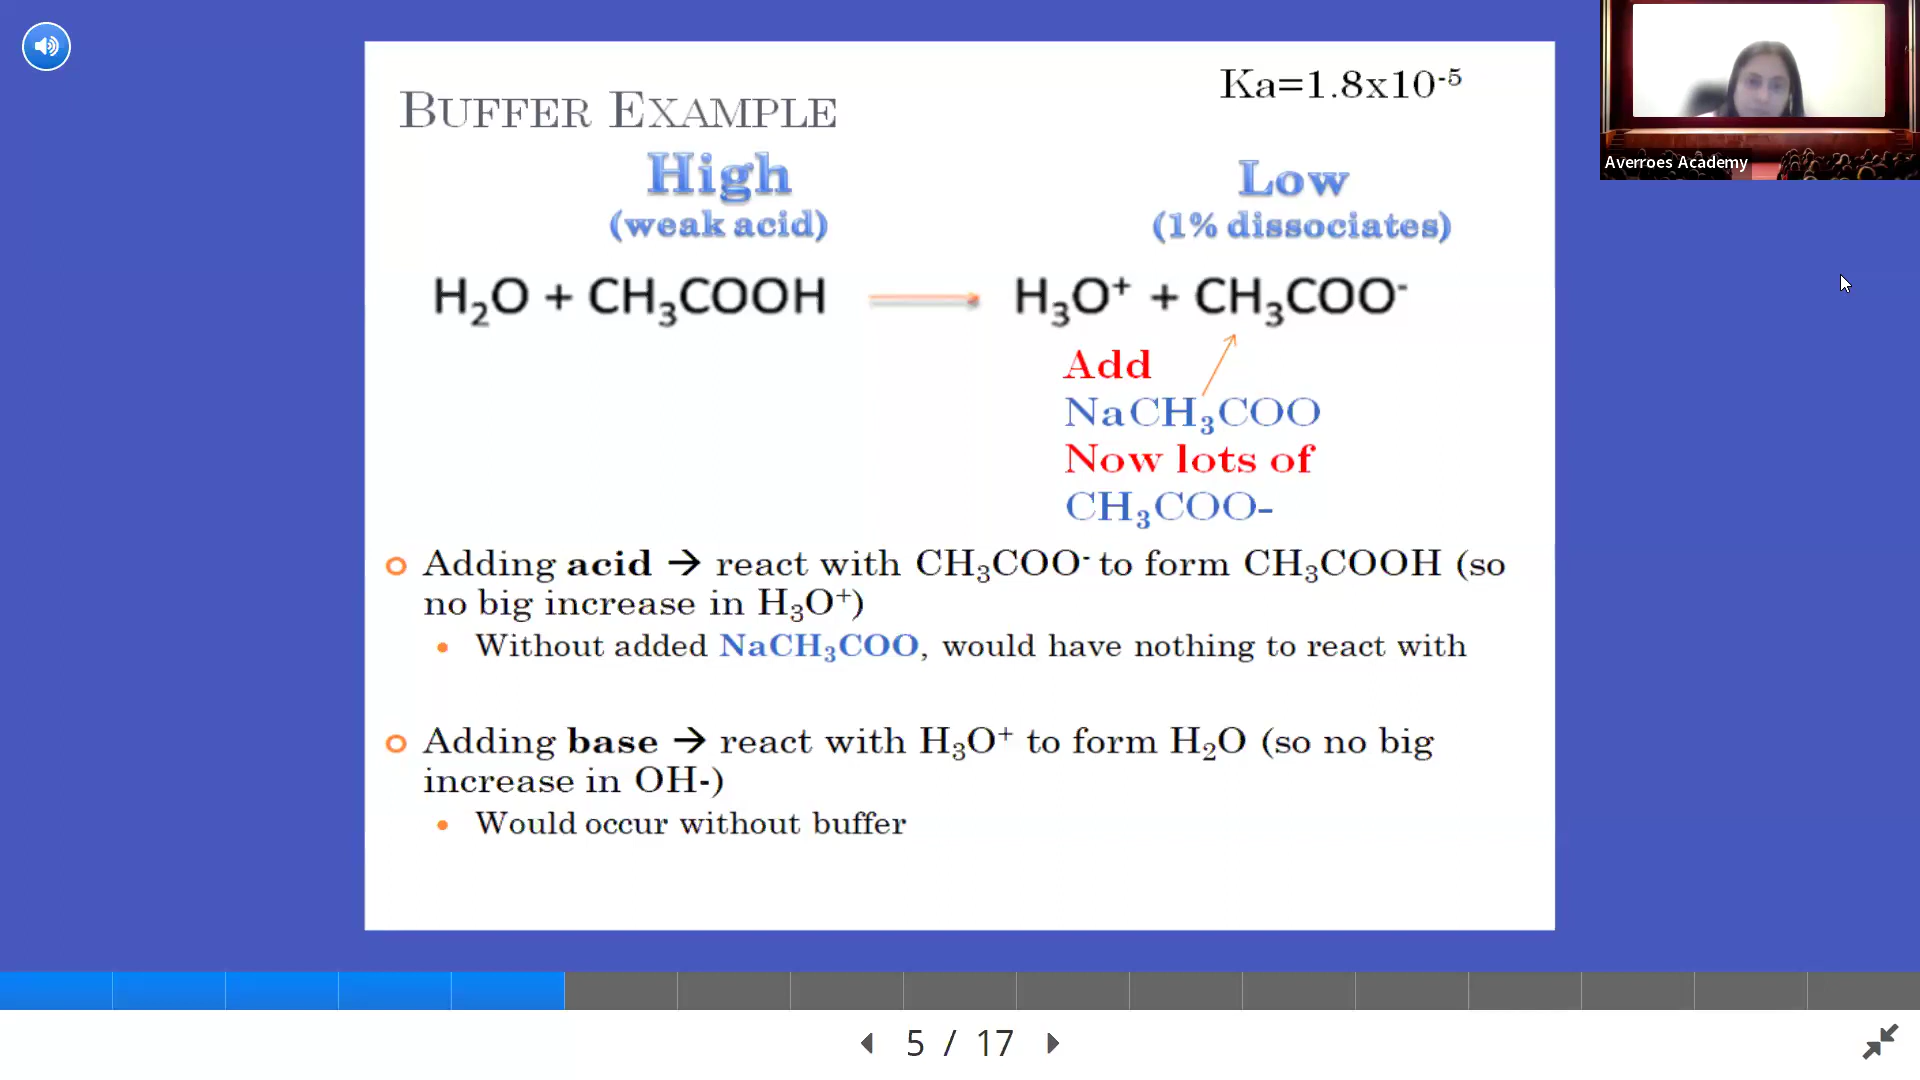 Ka=1.8x10⁻⁵
BUFFER EXAMPLE
High
(weak acid)
Low
(1% dissociates)
H₂O + CH₃COOH → H₃O⁺ + CH₃COO⁻
Add
NaCH₃COO
Now lots of
CH₃COO-
Adding acid → react with CH₃COO⁻ to form CH₃COOH (so
no big increase in H₃O⁺)
Without added NaCH₃COO, would have nothing to react with
Adding base → react with H₃O⁺ to form H₂O (so no big
increase in OH-)
Would occur without buffer
Averroes Academy
5 / 17